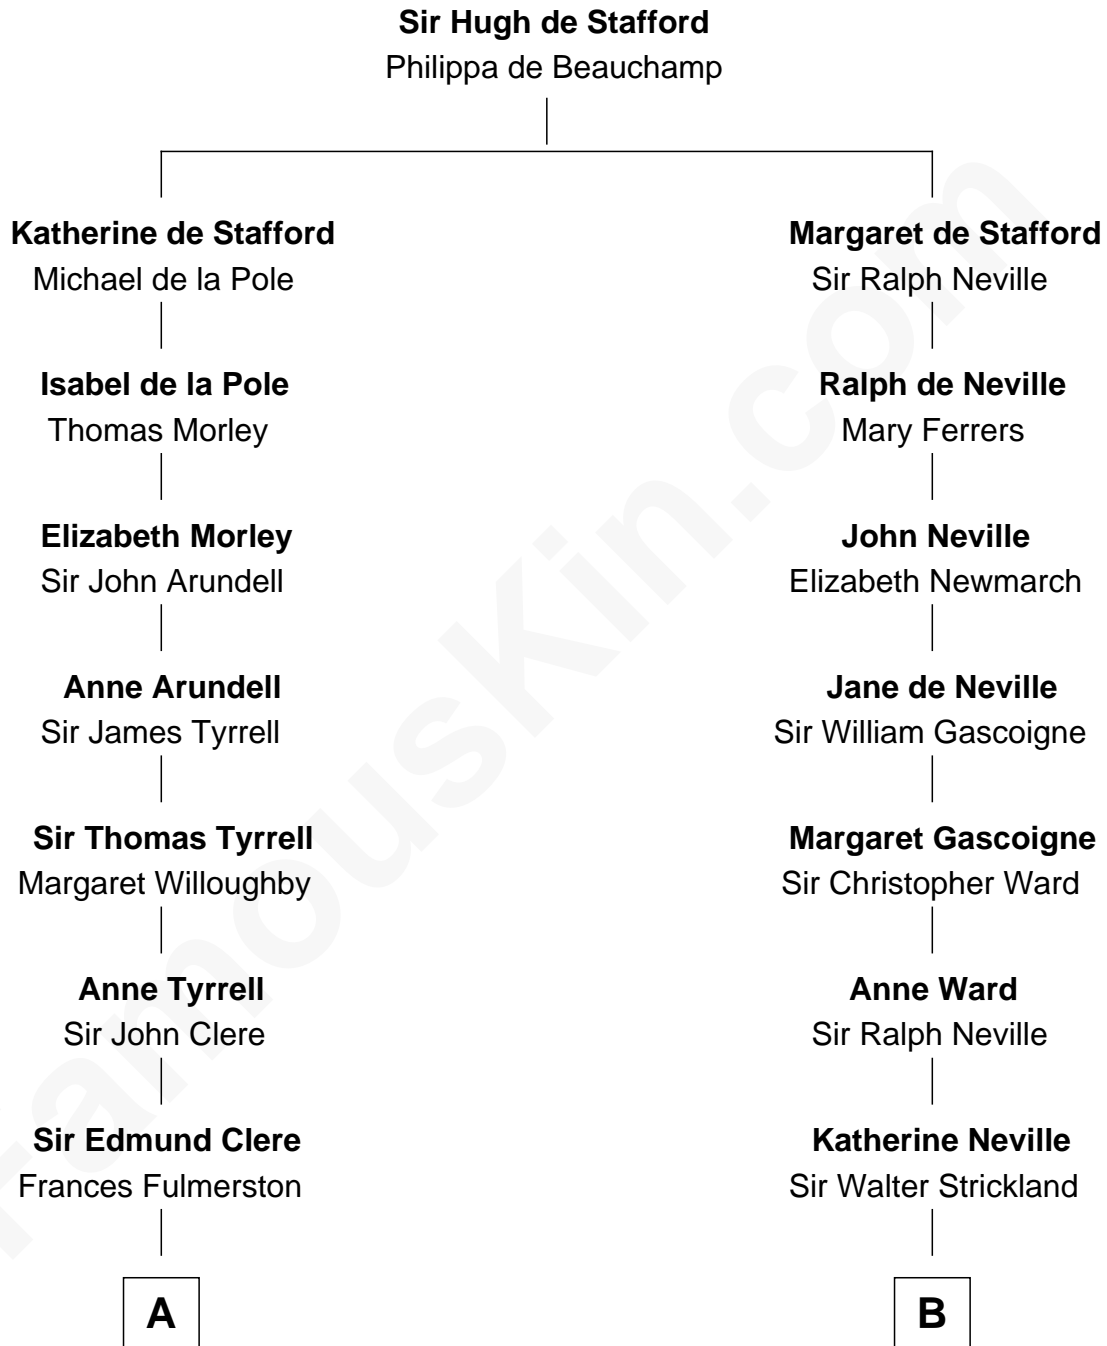 Sir Hugh de Stafford
Philippa de Beauchamp
Katherine de Stafford
Michael de la Pole
Margaret de Stafford
Sir Ralph Neville
Isabel de la Pole
Thomas Morley
Ralph de Neville
Mary Ferrers
Elizabeth Morley
Sir John Arundell
John Neville
Elizabeth Newmarch
Anne Arundell
Sir James Tyrrell
Jane de Neville
Sir William Gascoigne
Sir Thomas Tyrrell
Margaret Willoughby
Margaret Gascoigne
Sir Christopher Ward
Anne Tyrrell
Sir John Clere
Anne Ward
Sir Ralph Neville
Sir Edmund Clere
Frances Fulmerston
Katherine Neville
Sir Walter Strickland
A
B
FamousKin.com